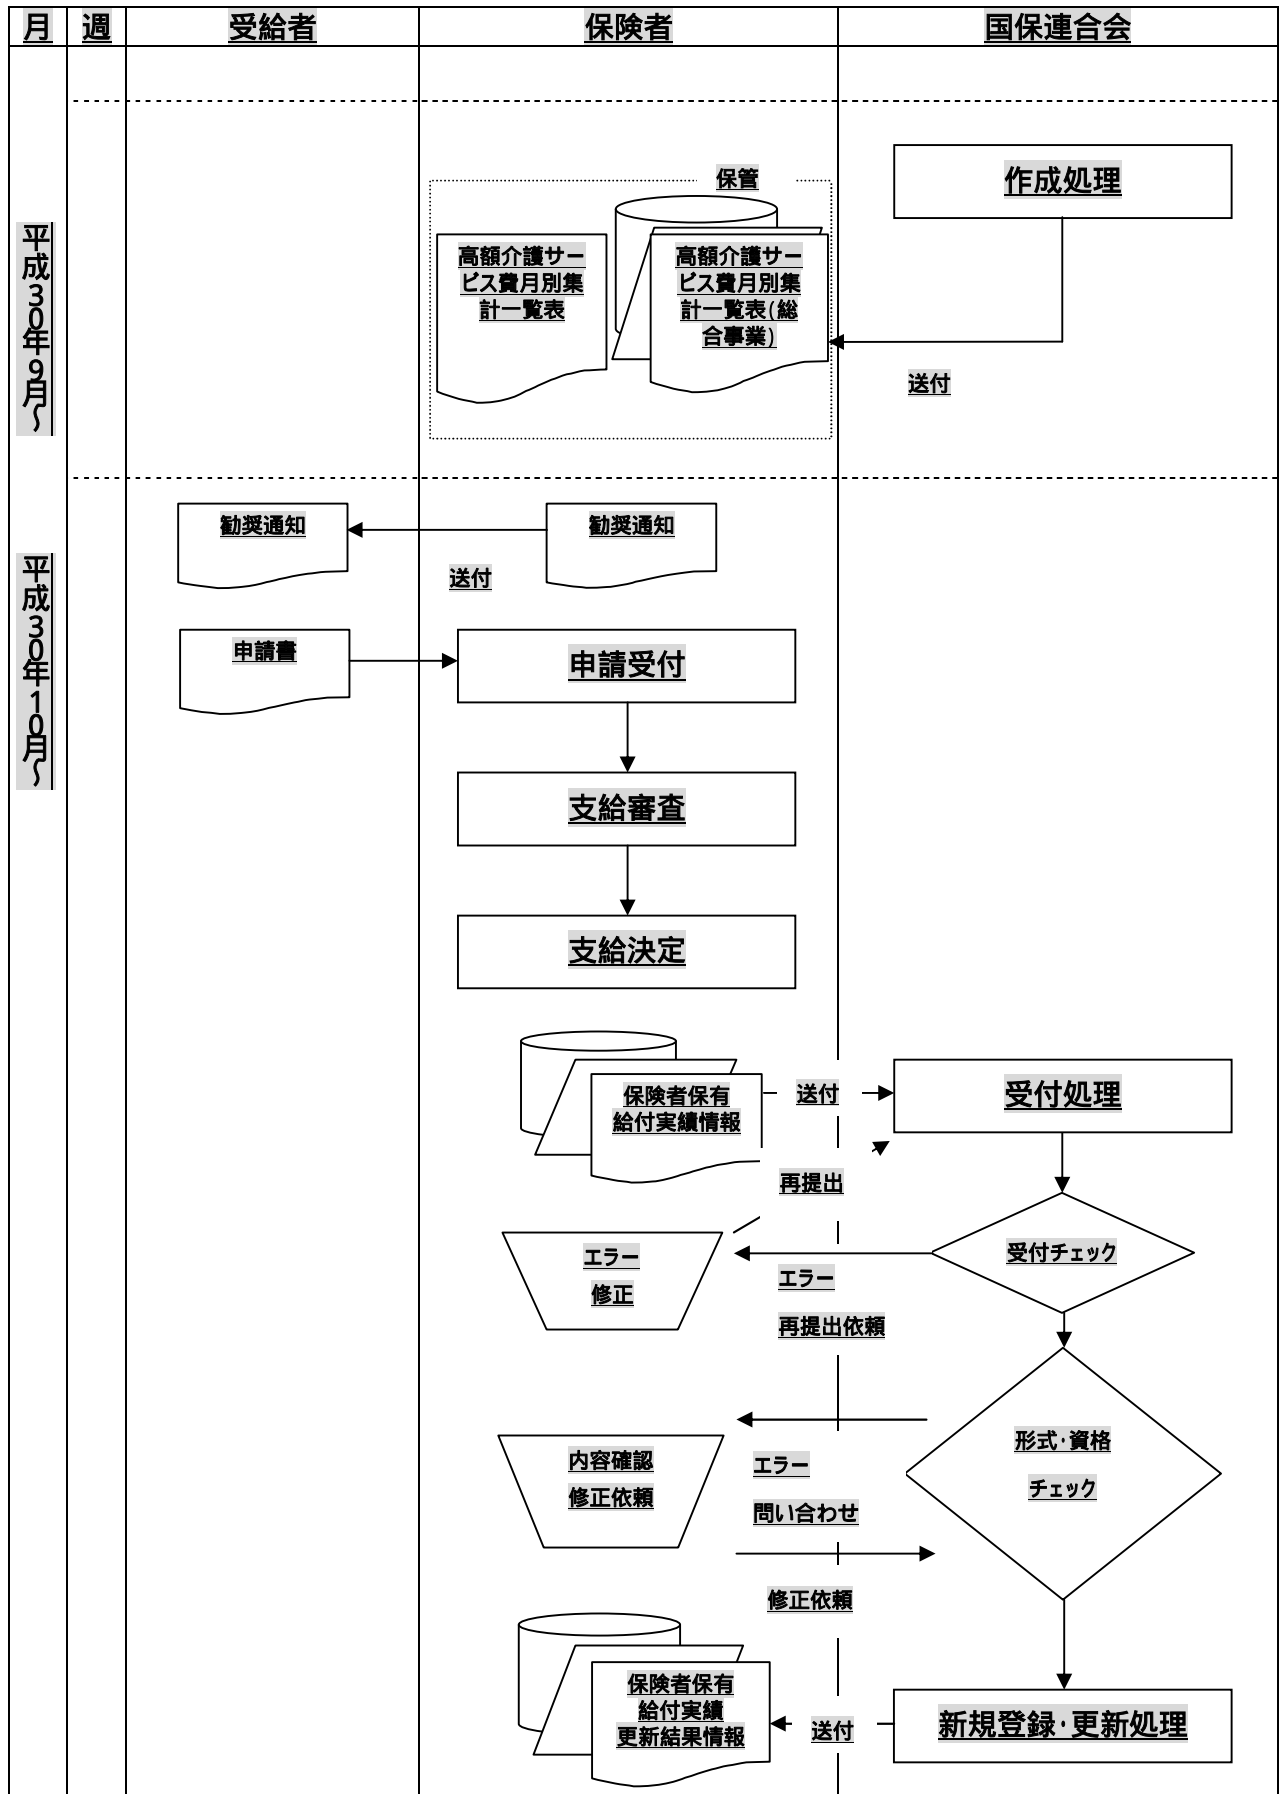 月 週 受給者 保険者 国保連合会
平成30年9月～
保管
作成処理
高額介護サー
ビス費月別集
計一覧表
高額介護サー
ビス費月別集
計一覧表(総
合事業)
送付
平成30年10月～
勧奨通知
勧奨通知
送付
申請書
申請受付
支給審査
支給決定
保険者保有
給付実績情報
送付
受付処理
再提出
エラー
修正
受付チェック
エラー
再提出依頼
形式・資格
チェック
内容確認
修正依頼
エラー
問い合わせ
修正依頼
保険者保有
給付実績
更新結果情報
送付
新規登録・更新処理